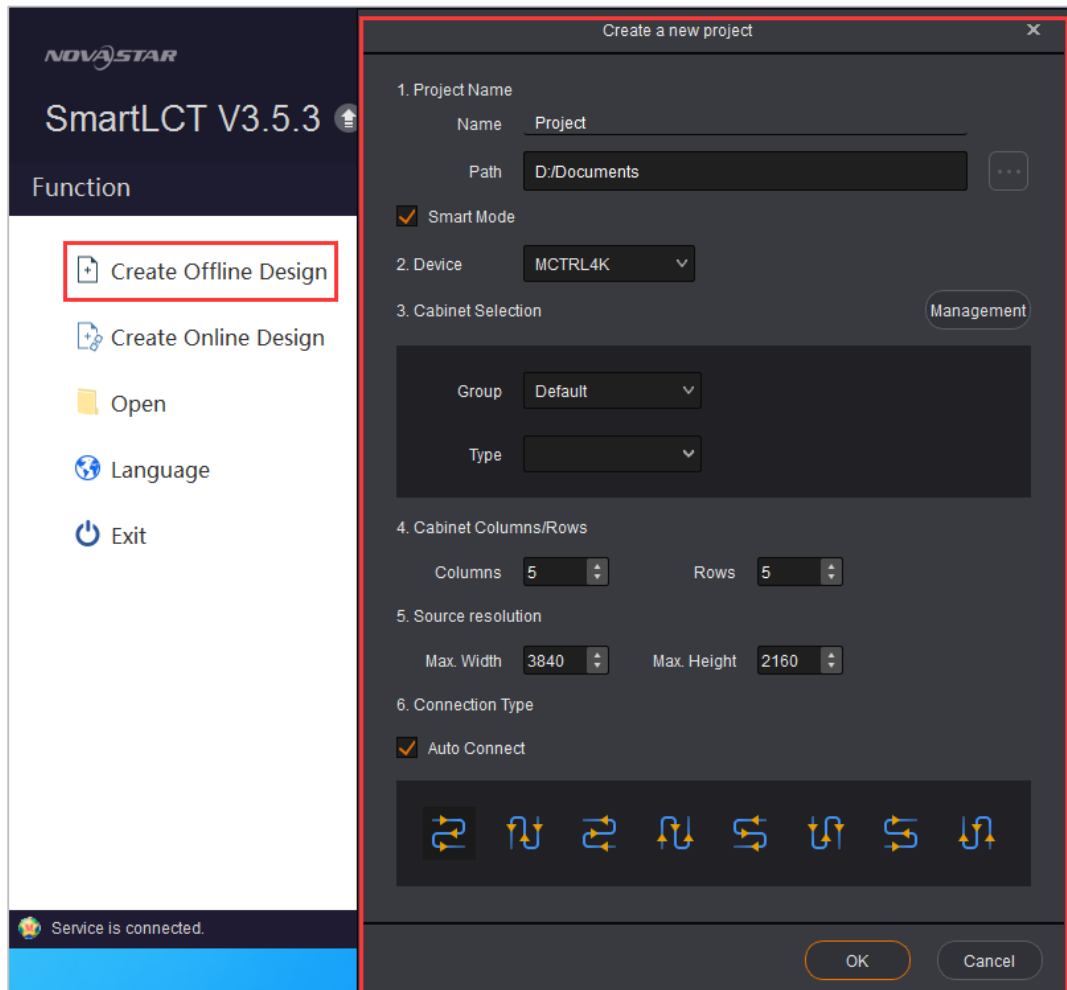 NOVASTAR
SmartLCT V3.5.3
Function
Create Offline Design
Create Online Design
Open
Language
Exit
Service is connected.
Create a new project
1. Project Name
Name Project
Path D:/Documents
Smart Mode
2. Device MCTRL4K
3. Cabinet Selection Management
Group Default
Type
4. Cabinet Columns/Rows
Columns 5 Rows 5
5. Source resolution
Max. Width 3840 Max. Height 2160
6. Connection Type
Auto Connect
OK Cancel